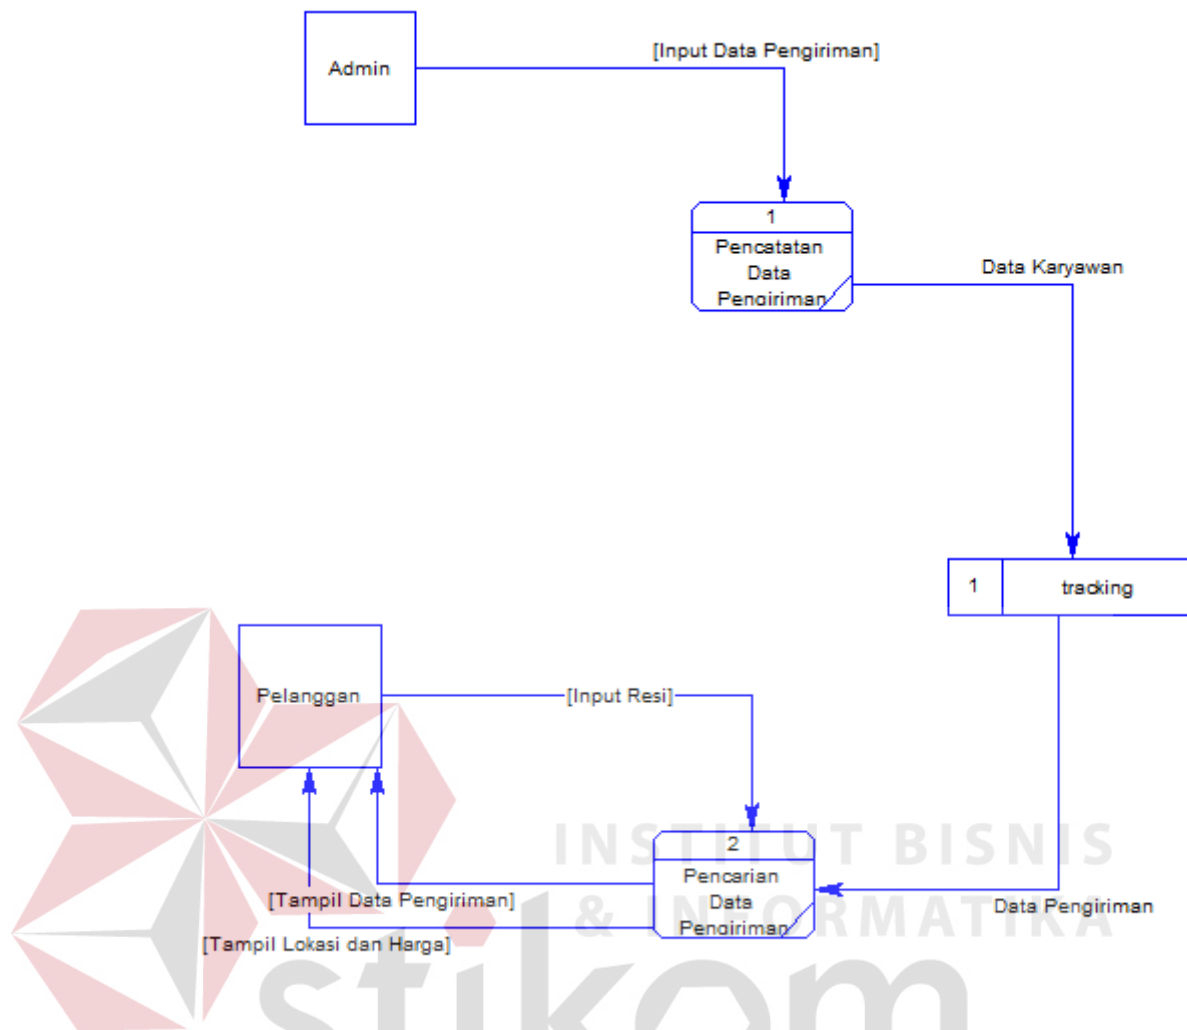 [Input Data Pengiriman]
Admin
1
Pencatatan
Data
Pengiriman
Data Karyawan
1
tracking
Pelanggan
[Input Resi]
INSTITUT BISNIS
2
Pencarian
Data
Pengiriman
[Tampil Data Pengiriman]
& INFORMATIKA
Data Pengiriman
[Tampil Lokasi dan Harga]
stikom